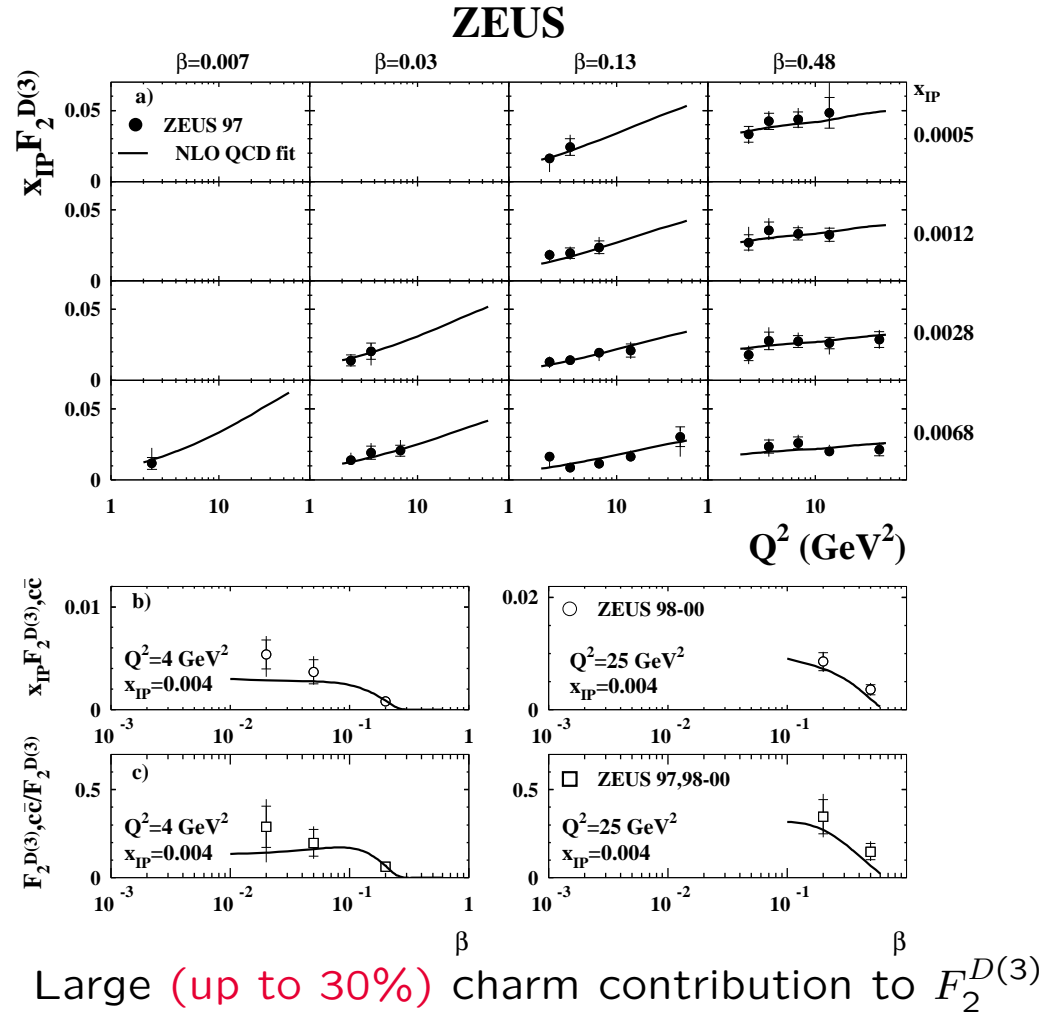 ZEUS
β=0.007 β=0.03 β=0.13 β=0.48
x_IP F_2^D(3)
a)
● ZEUS 97
— NLO QCD fit
x_IP
0.05
0
0.0005
0.05
0
0.0012
0.05
0
0.0028
0.05
0
0.0068
1 10 1 10 1 10 1 10
Q^2 (GeV^2)
x_IP F_2^D(3),cc̄
0.01
0
b)
Q^2=4 GeV^2
x_IP=0.004
10^-3 10^-2 10^-1 1
0.02
0
○ ZEUS 98-00
Q^2=25 GeV^2
x_IP=0.004
10^-3 10^-2 10^-1 1
F_2^D(3),cc̄/F_2^D(3)
0.5
0
c)
Q^2=4 GeV^2
x_IP=0.004
10^-3 10^-2 10^-1 1
β
0.5
0
□ ZEUS 97,98-00
Q^2=25 GeV^2
x_IP=0.004
10^-3 10^-2 10^-1 1
β
Large (up to 30%) charm contribution to F_2^D(3)